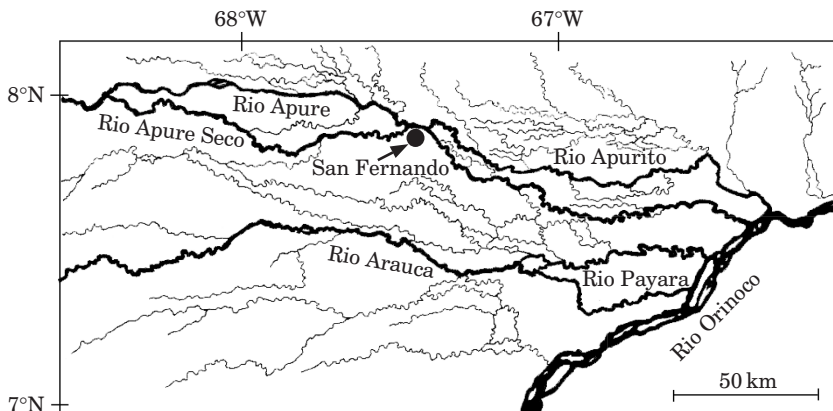 68°W
67°W
8°N
Rio Apure
Rio Apure Seco
San Fernando
Rio Apurito
Rio Arauca
Rio Payara
Rio Orinoco
50 km
7°N